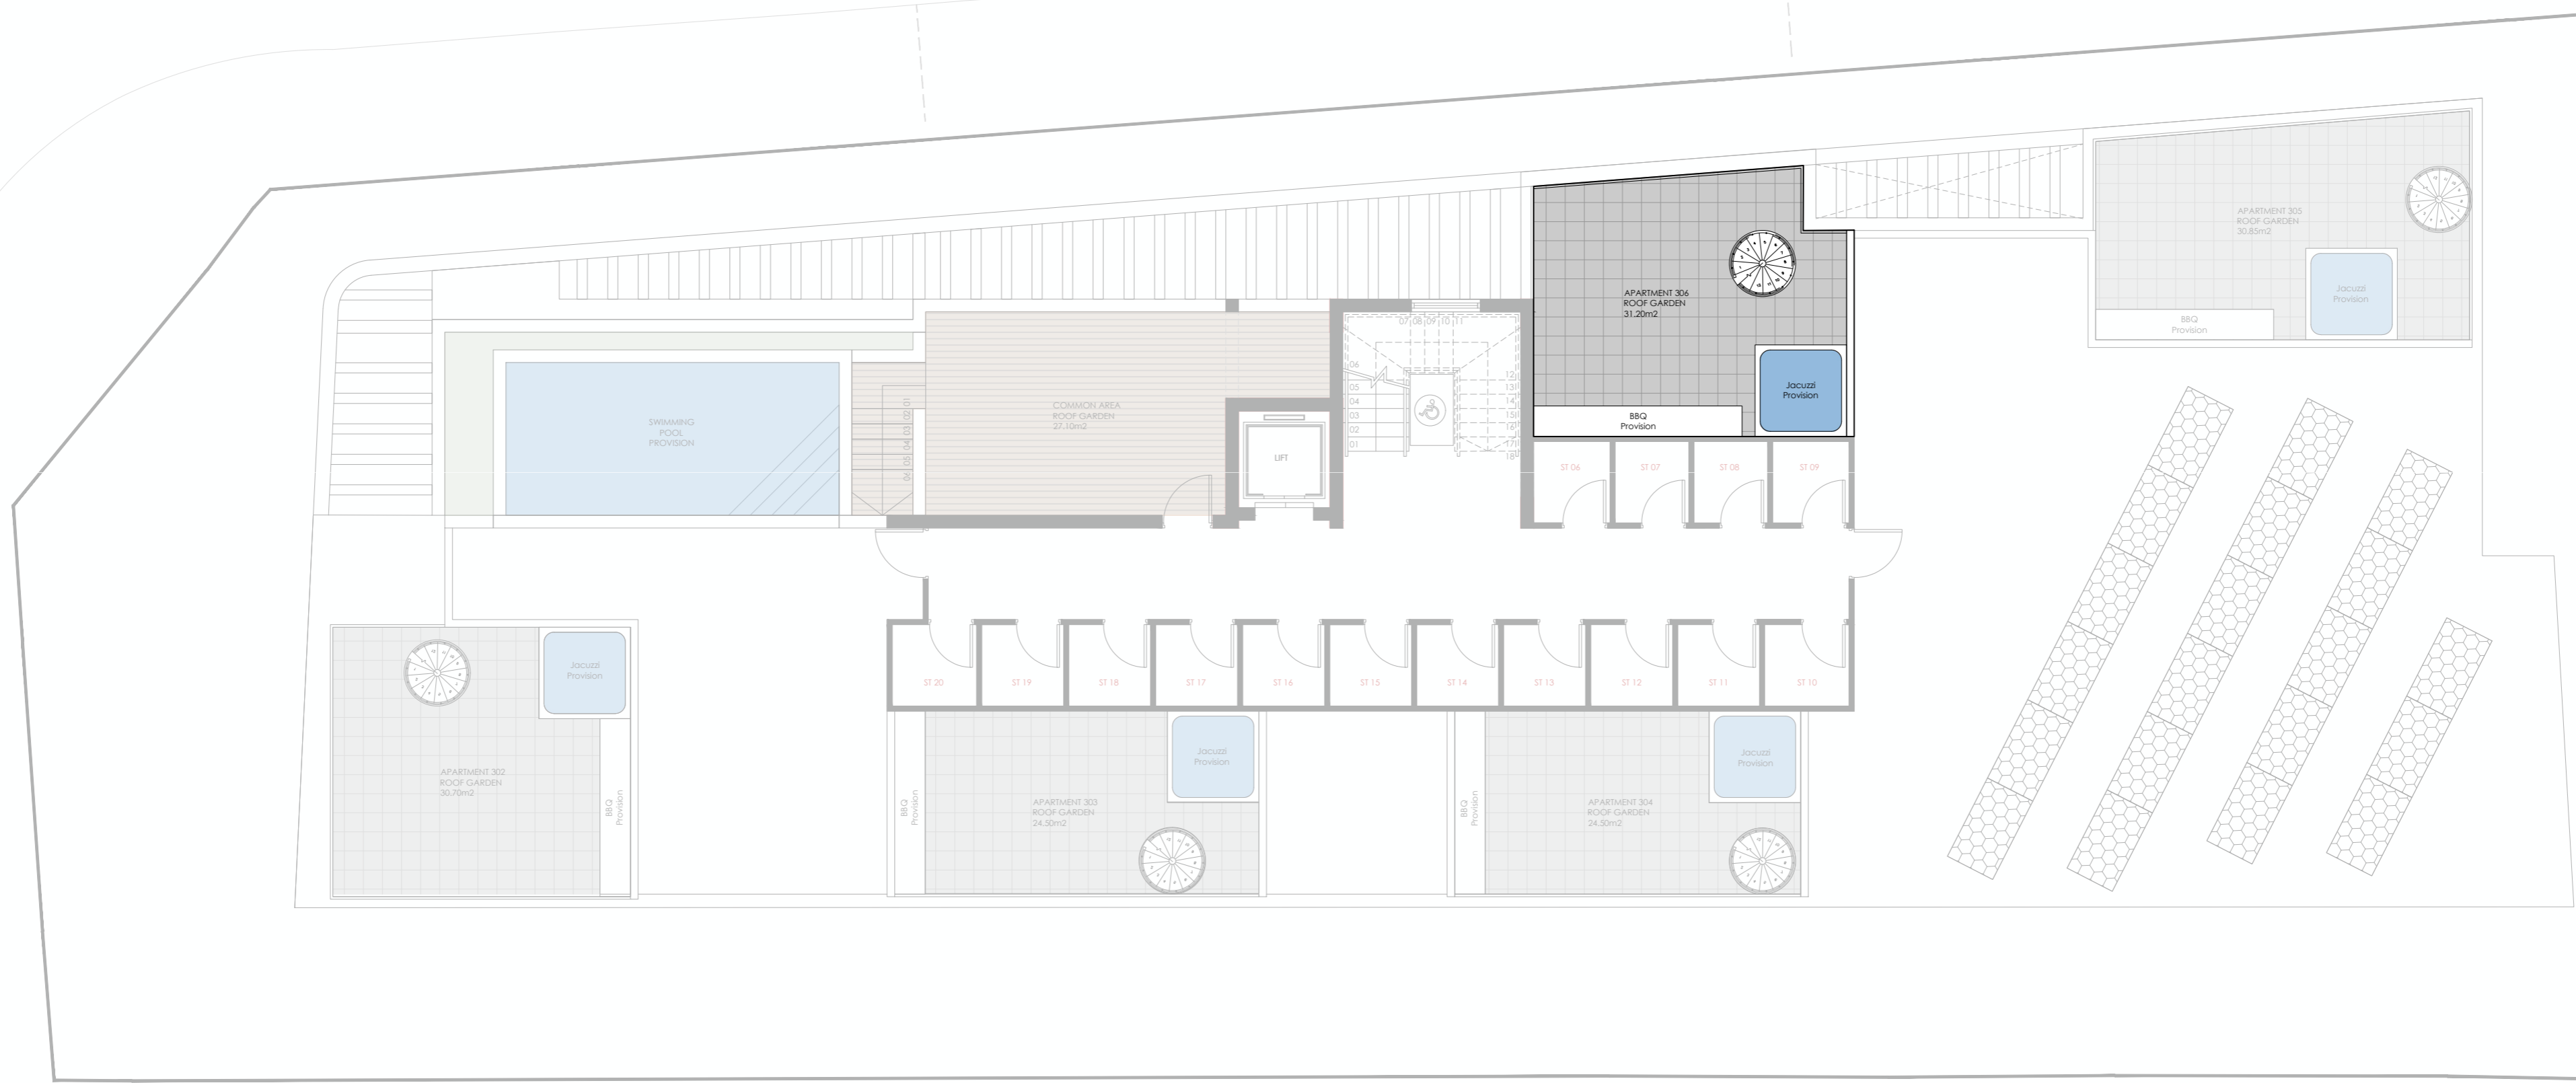 APARTMENT 305
ROOF GARDEN
30.85m2
Jacuzzi
Provision
BBQ
Provision
APARTMENT 306
ROOF GARDEN
31.20m2
Jacuzzi
Provision
BBQ
Provision
07 08 09 10 11
06
05
04
03
02
01
12
13
14
15
16
17
18
COMMON AREA
ROOF GARDEN
27.10m2
SWIMMING
POOL
PROVISION
06 05 04 03 02 01
LIFT
ST 06
ST 07
ST 08
ST 09
ST 20
ST 19
ST 18
ST 17
ST 16
ST 15
ST 14
ST 13
ST 12
ST 11
ST 10
Jacuzzi
Provision
APARTMENT 302
ROOF GARDEN
30.70m2
BBQ
Provision
BBQ
Provision
Jacuzzi
Provision
APARTMENT 303
ROOF GARDEN
24.50m2
BBQ
Provision
Jacuzzi
Provision
APARTMENT 304
ROOF GARDEN
24.50m2